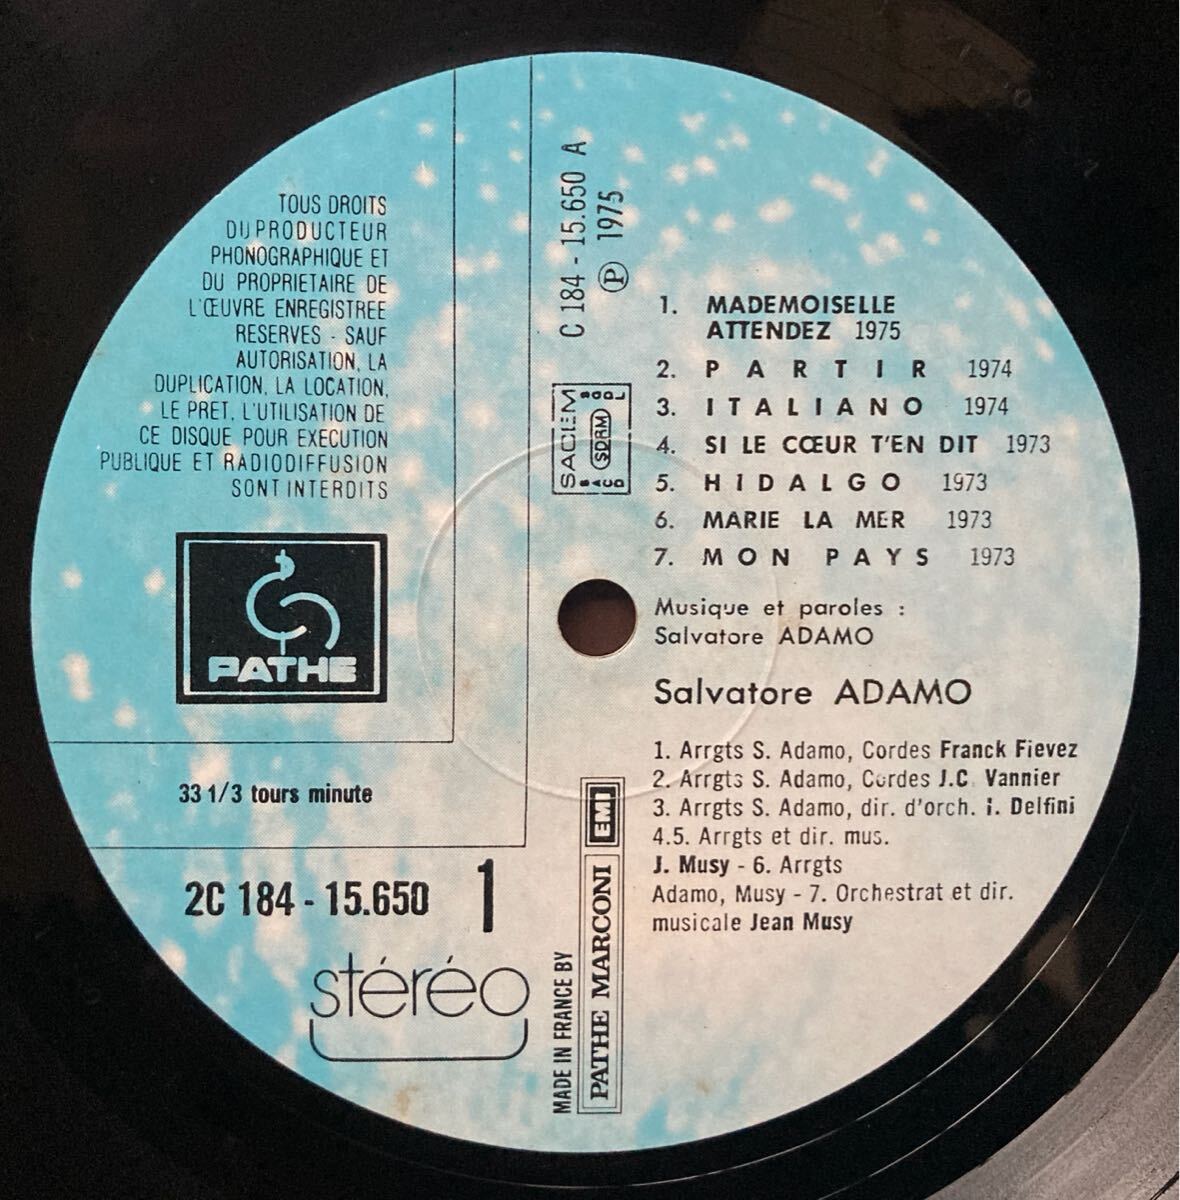 TOUS DROITS
DU PRODUCTEUR
PHONOGRAPHIQUE ET
DU PROPRIETAIRE DE
L'ŒUVRE ENREGISTREE
RESERVES - SAUF
AUTORISATION, LA
DUPLICATION, LA LOCATION,
LE PRET, L'UTILISATION DE
CE DISQUE POUR EXECUTION
PUBLIQUE ET RADIODIFFUSION
SONT INTERDITS
PATHE
33 1/3 tours minute
2C 184 - 15.650 1
stéréo
C 184 - 15.650 A
Ⓟ 1975
SACEM
SDRM
MADE IN FRANCE BY
PATHE MARCONI EMI
1. MADEMOISELLE
ATTENDEZ 1975
2. PARTIR 1974
3. ITALIANO 1974
4. SI LE CŒUR T'EN DIT 1973
5. HIDALGO 1973
6. MARIE LA MER 1973
7. MON PAYS 1973
Musique et paroles :
Salvatore ADAMO
Salvatore ADAMO
1. Arrgts S. Adamo, Cordes Franck Fievez
2. Arrgts S. Adamo, Cordes J.C. Vannier
3. Arrgts S. Adamo, dir. d'orch. i. Delfini
4.5. Arrgts et dir. mus.
J. Musy - 6. Arrgts
Adamo, Musy - 7. Orchestrat et dir.
musicale Jean Musy